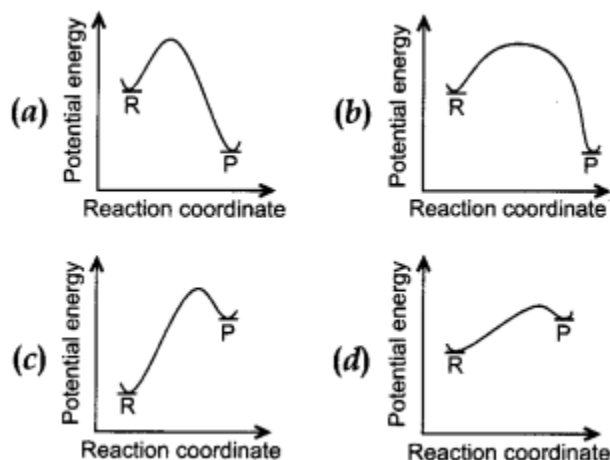 (a)
Potential energy
R
P
Reaction coordinate
(b)
Potential energy
R
P
Reaction coordinate
(c)
Potential energy
R
P
Reaction coordinate
(d)
Potential energy
R
P
Reaction coordinate